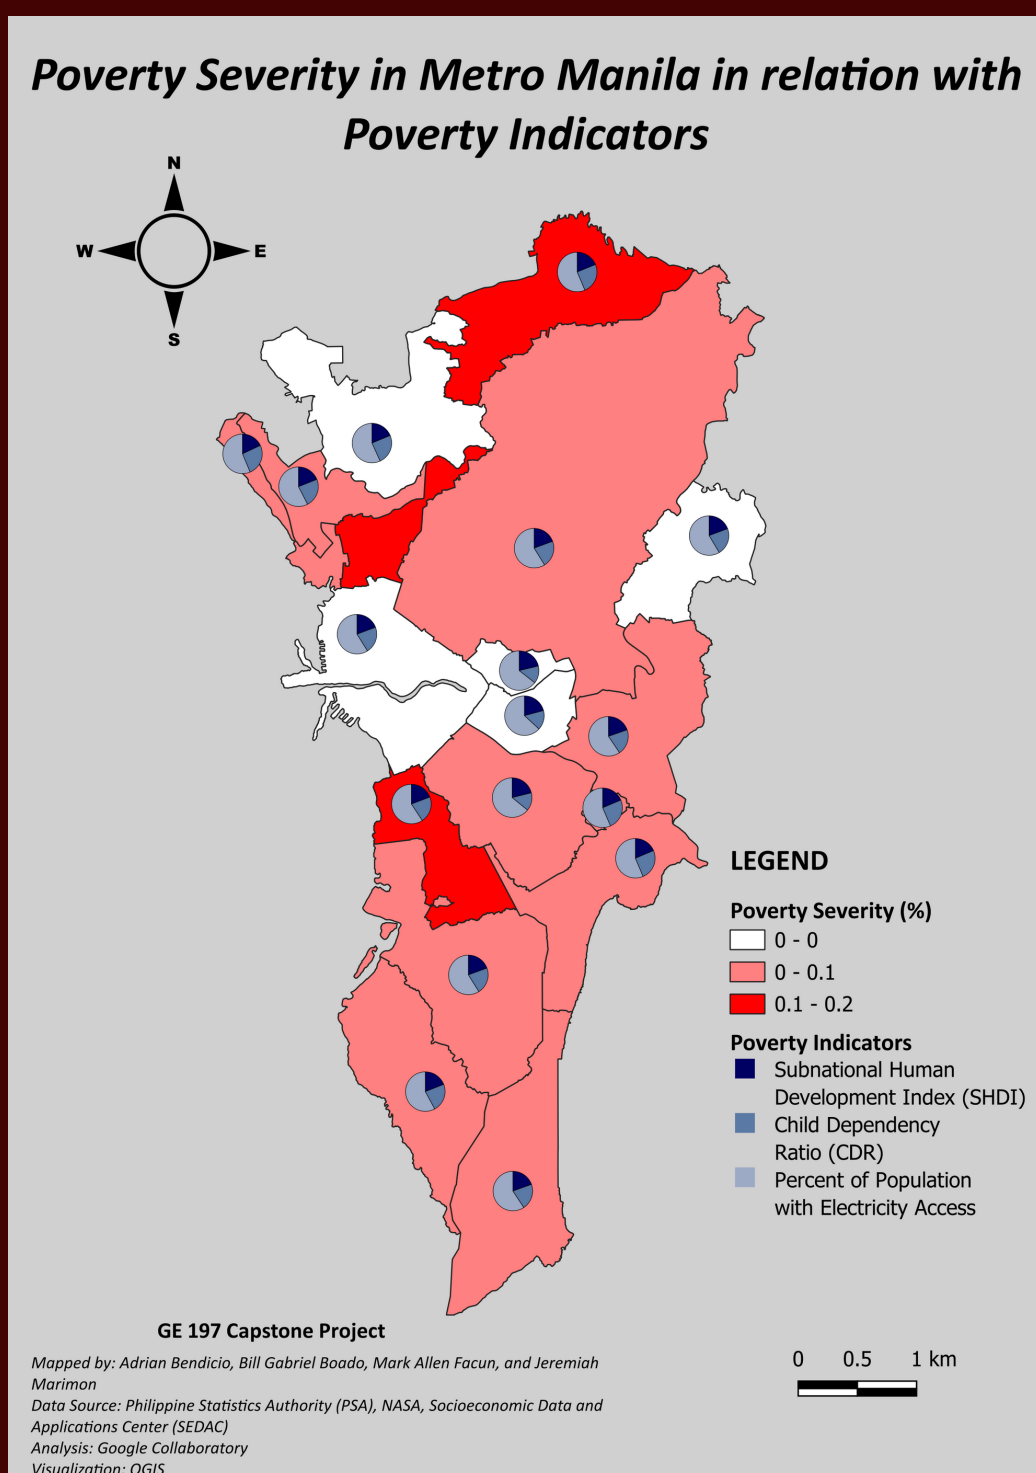 Poverty Severity in Metro Manila in relation with
Poverty Indicators
N
W
E
S
LEGEND
Poverty Severity (%)
0 - 0
0 - 0.1
0.1 - 0.2
Poverty Indicators
Subnational Human
Development Index (SHDI)
Child Dependency
Ratio (CDR)
Percent of Population
with Electricity Access
GE 197 Capstone Project
Mapped by: Adrian Bendicio, Bill Gabriel Boado, Mark Allen Facun, and Jeremiah
Marimon
Data Source: Philippine Statistics Authority (PSA), NASA, Socioeconomic Data and
Applications Center (SEDAC)
Analysis: Google Collaboratory
Visualization: QGIS
0 0.5 1 km